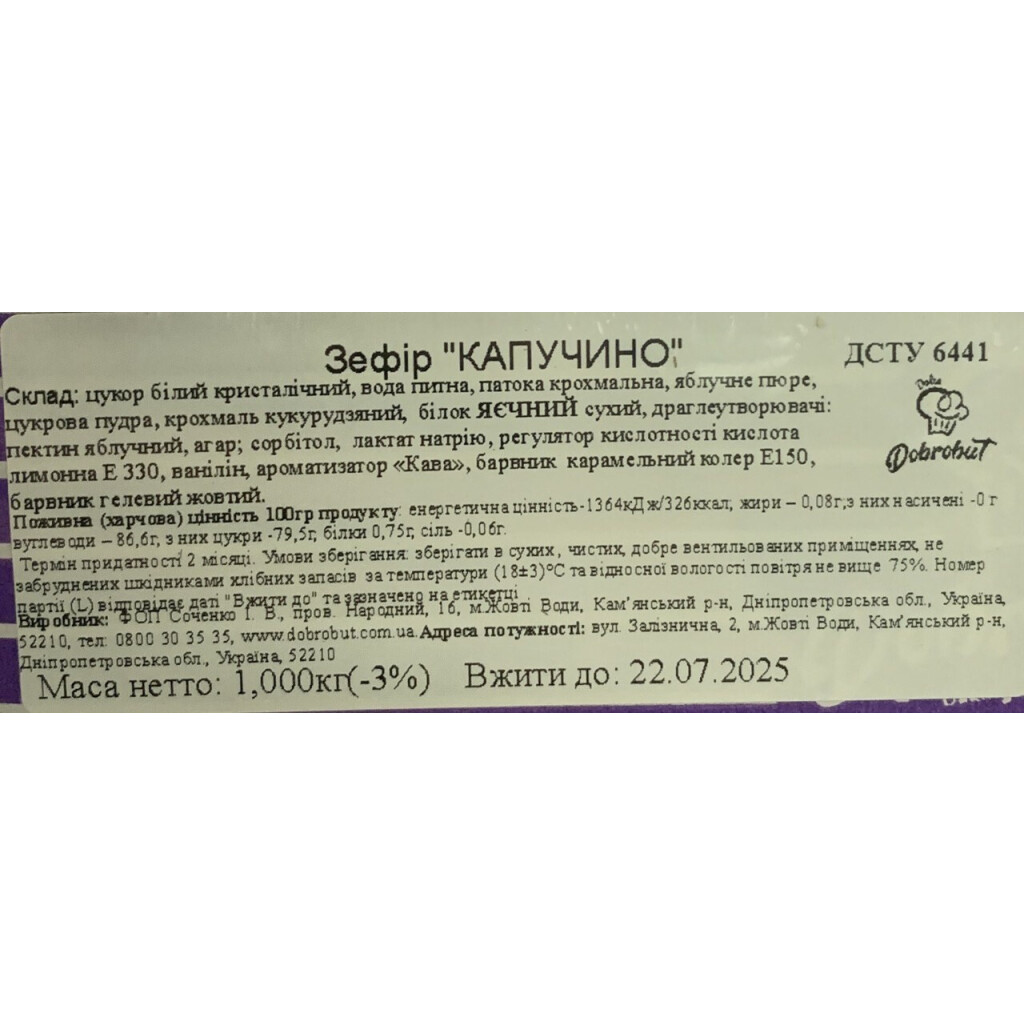 Зефір "КАПУЧИНО"
ДСТУ 6441
Склад: цукор білий кристалічний, вода питна, патока крохмальна, яблучне пюре,
цукрова пудра, крохмаль кукурудзяний, білок ЯЄЧНИЙ сухий, драглеутворювачі:
пектин яблучний, агар; сорбітол, лактат натрію, регулятор кислотності кислота
лимонна Е 330, ванілін, ароматизатор «Кава», барвник карамельний колер Е150,
барвник гелевий жовтий.
Dolce
Dobrobut
Поживна (харчова) цінність 100гр продукту: енергетична цінність-1364кДж/326ккал; жири – 0,08г,з них насичені -0 г
вуглеводи – 86,6г, з них цукри -79,5г, білки 0,75г, сіль -0,06г.
Термін придатності 2 місяці. Умови зберігання: зберігати в сухих, чистих, добре вентильованих приміщеннях, не
забруднених шкідниками хлібних запасів за температури (18±3)°С та відносної вологості повітря не вище 75%. Номер
партії (L) відповідає даті "Вжити до" та зазначено на етикетці
Виробник: ФОП Соченко І. В., пров. Народний, 16, м.Жовті Води, Кам'янський р-н, Дніпропетровська обл., Україна,
52210, тел: 0800 30 35 35, www.dobrobut.com.ua.Адреса потужності: вул. Залізнична, 2, м.Жовті Води, Кам'янський р-н,
Дніпропетровська обл., Україна, 52210
Маса нетто: 1,000кг(-3%) Вжити до: 22.07.2025